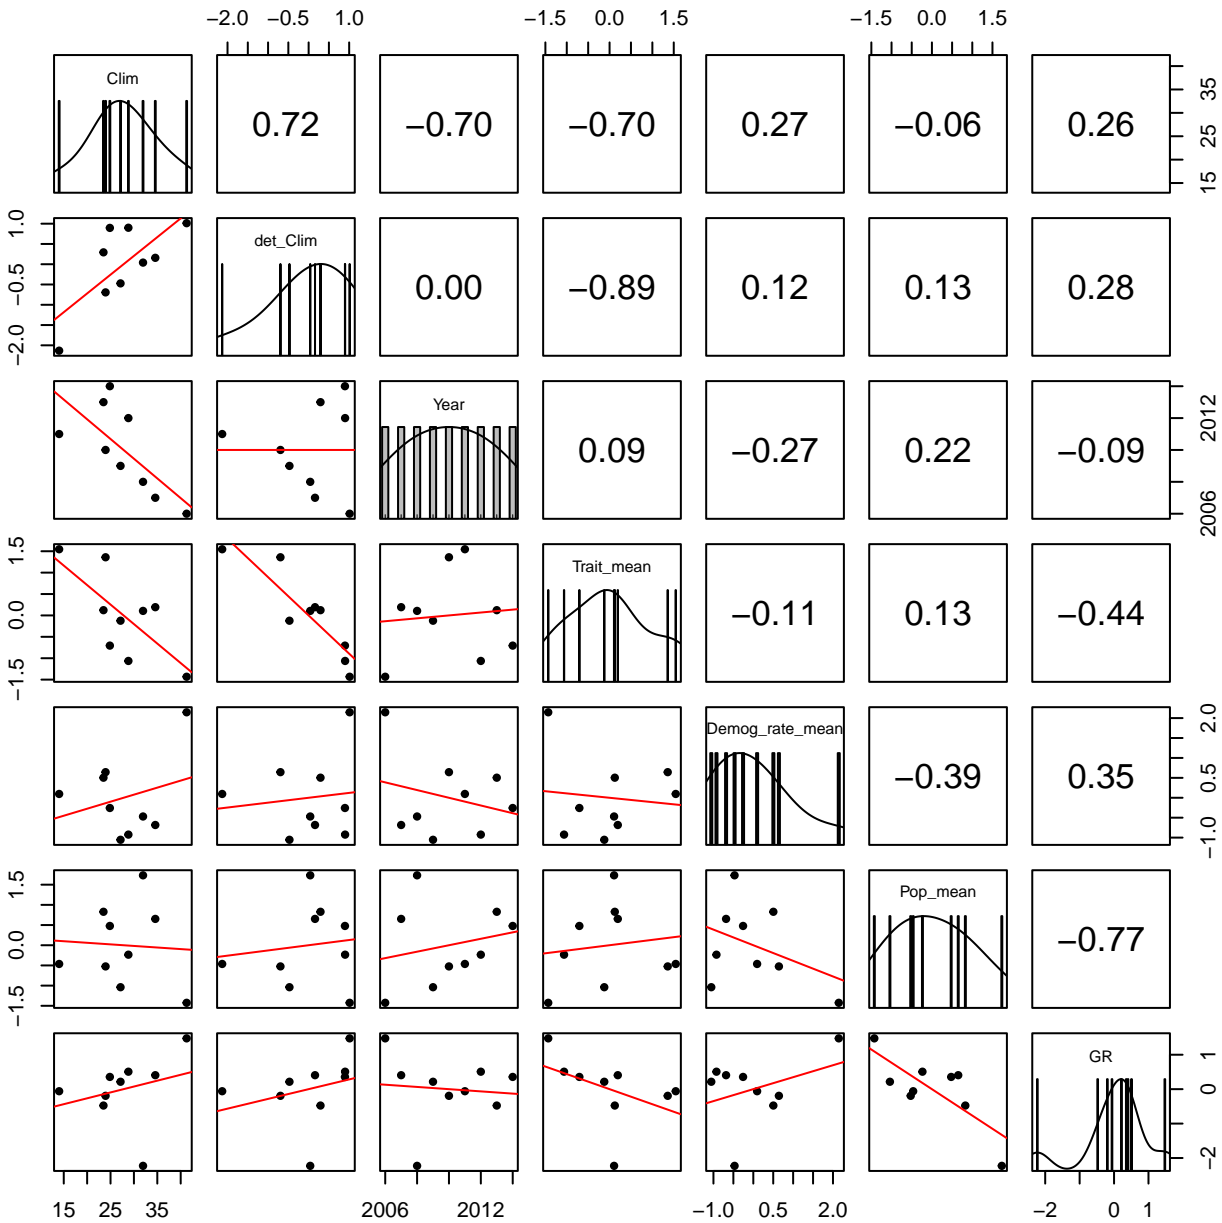 −2.0 −0.5 1.0 −1.5 0.0 1.5 −1.5 0.0 1.5
Clim 0.72 −0.70 −0.70 0.27 −0.06 0.26 15 25 35
−2.0 −0.5 1.0 det_Clim 0.00 −0.89 0.12 0.13 0.28
Year 0.09 −0.27 0.22 −0.09 2006 2012
−1.5 0.0 1.5 Trait_mean −0.11 0.13 −0.44
Demog_rate_mean −0.39 0.35 −1.0 0.5 2.0
−1.5 0.0 1.5 Pop_mean −0.77
GR −2 0 1
15 25 35 2006 2012 −1.0 0.5 2.0 −2 0 1